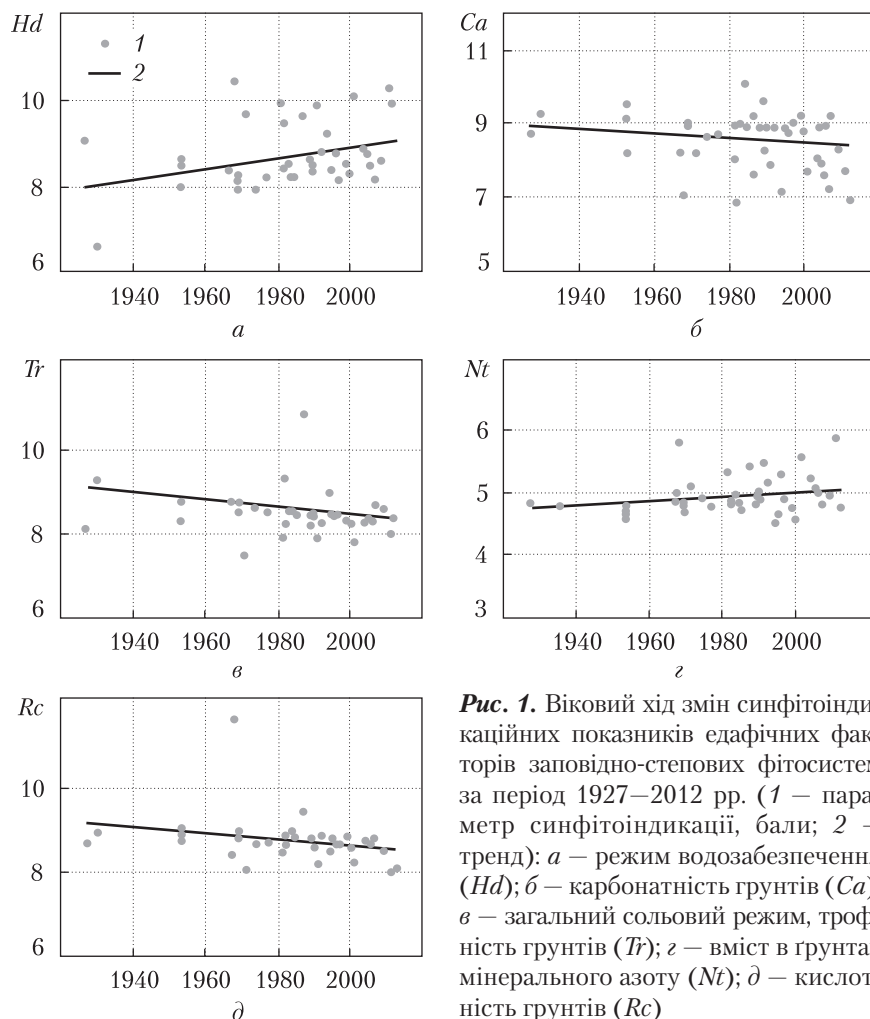 Hd
1
2
10
8
6
1940 1960 1980 2000
а
Ca
11
9
7
5
1940 1960 1980 2000
б
Tr
10
8
6
1940 1960 1980 2000
в
Nt
6
5
4
3
1940 1960 1980 2000
г
Rc
10
8
6
1940 1960 1980 2000
д
Рис. 1. Віковий хід змін синфітоінди-
каційних показників едафічних фак-
торів заповідно-степових фітосистем
за період 1927—2012 рр. (1 — пара-
метр синфітоіндикації, бали; 2 —
тренд): а — режим водозабезпечення
(Hd); б — карбонатність грунтів (Ca)
в — загальний сольовий режим, троф-
ність грунтів (Tr); г — вміст в ґрунта
мінерального азоту (Nt); д — кислот-
ність грунтів (Rc)